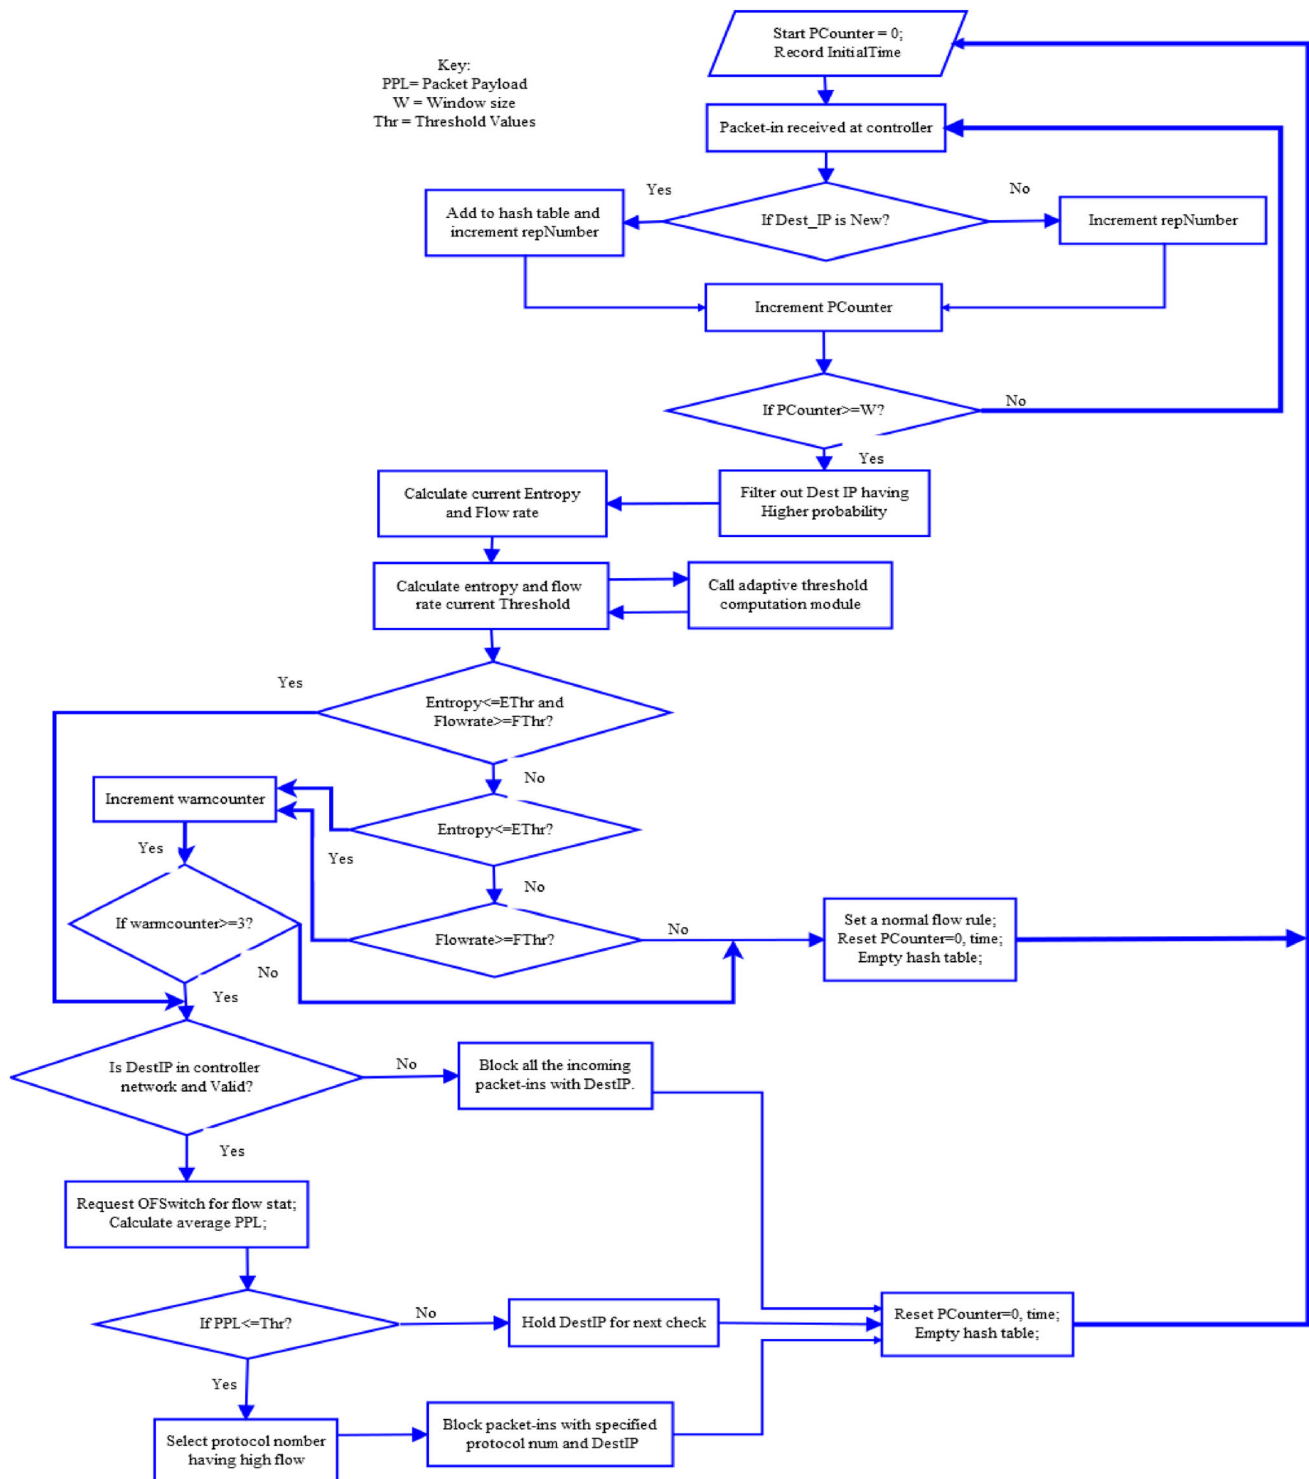 Start PCounter = 0;
Record InitialTime
Key:
PPL= Packet Payload
W = Window size
Thr = Threshold Values
Packet-in received at controller
Yes
No
Add to hash table and
increment repNumber
If Dest_IP is New?
Increment repNumber
Increment PCounter
If PCounter>=W?
No
Yes
Calculate current Entropy
and Flow rate
Filter out Dest IP having
Higher probability
Calculate entropy and flow
rate current Threshold
Call adaptive threshold
computation module
Yes
Entropy<=EThr and
Flowrate>=FThr?
No
Increment warncounter
Entropy<=EThr?
Yes
Yes
No
If warmcounter>=3?
Flowrate>=FThr?
No
Set a normal flow rule;
Reset PCounter=0, time;
Empty hash table;
No
Yes
Is DestIP in controller
network and Valid?
No
Block all the incoming
packet-ins with DestIP.
Yes
Request OFSwitch for flow stat;
Calculate average PPL;
If PPL<=Thr?
No
Hold DestIP for next check
Reset PCounter=0, time;
Empty hash table;
Yes
Select protocol nomber
having high flow
Block packet-ins with specified
protocol num and DestIP